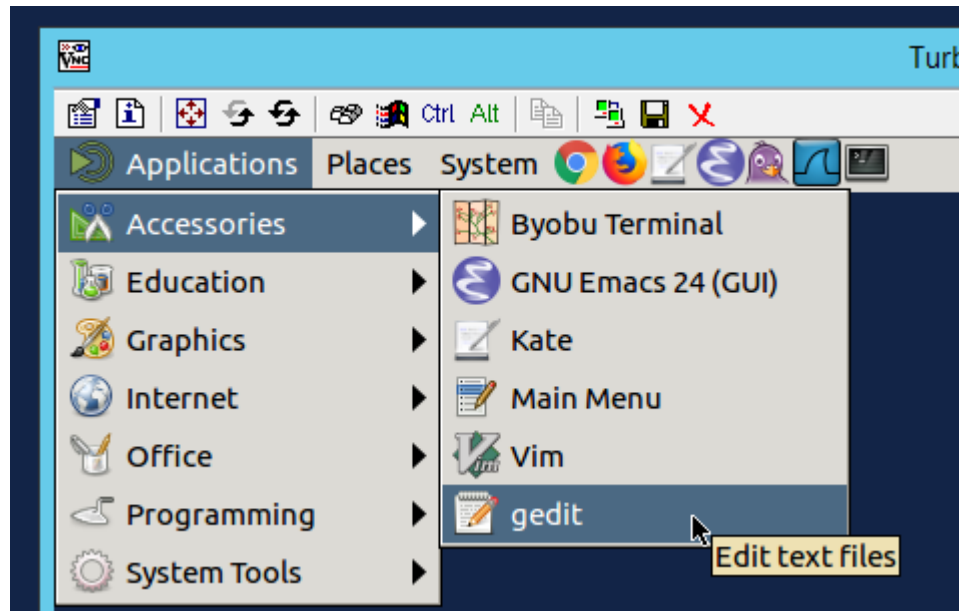 VNC
Turb
Ctrl Alt
Applications Places System
Accessories
Education
Graphics
Internet
Office
Programming
System Tools
Byobu Terminal
GNU Emacs 24 (GUI)
Kate
Main Menu
Vim
gedit
Edit text files